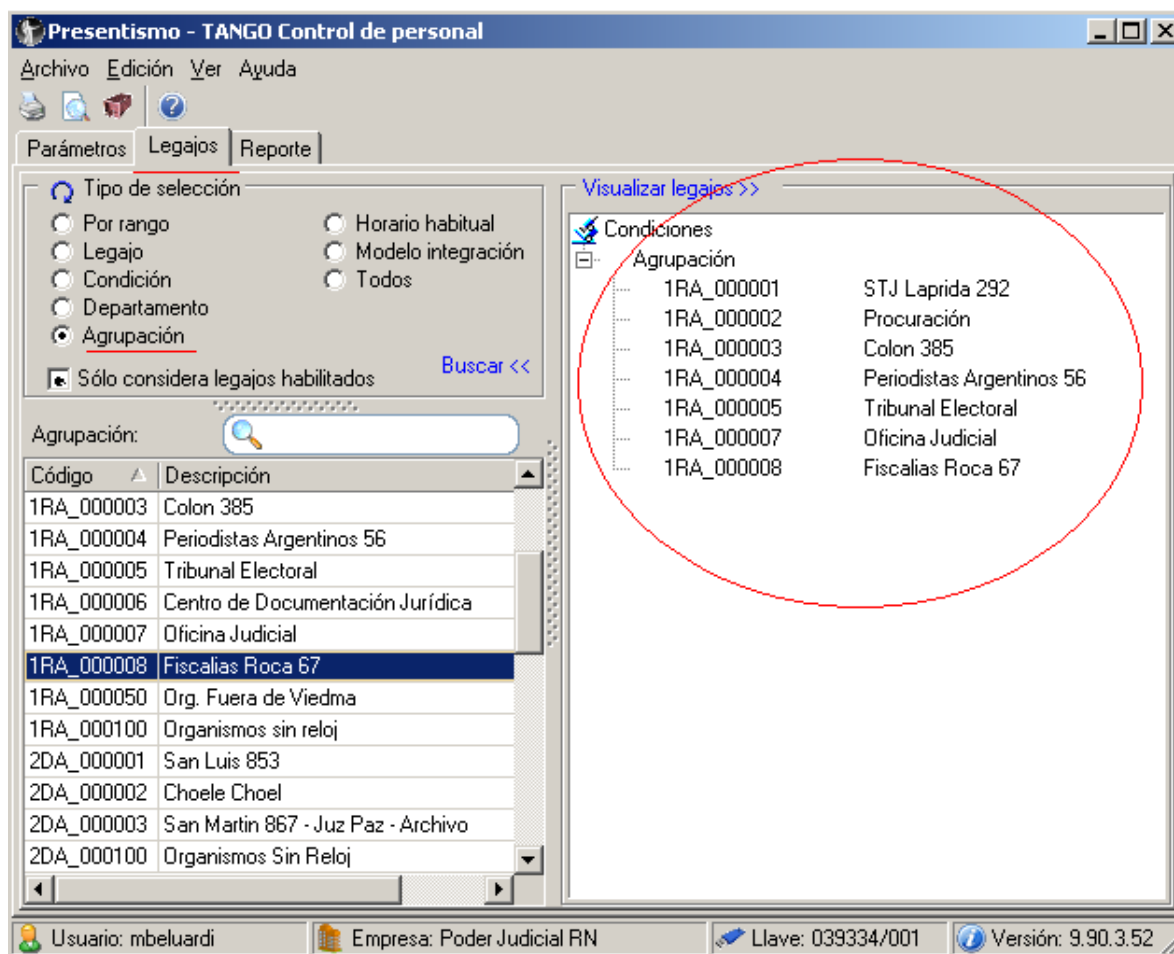 Presentismo - TANGO Control de personal
Archivo Edición Ver Ayuda
Parámetros Legajos Reporte
Tipo de selección
Por rango Horario habitual
Legajo Modelo integración
Condición Todos
Departamento
Agrupación
Sólo considera legajos habilitados Buscar <<
Agrupación:
Código Descripción
1RA_000003 Colon 385
1RA_000004 Periodistas Argentinos 56
1RA_000005 Tribunal Electoral
1RA_000006 Centro de Documentación Jurídica
1RA_000007 Oficina Judicial
1RA_000008 Fiscalias Roca 67
1RA_000050 Org. Fuera de Viedma
1RA_000100 Organismos sin reloj
2DA_000001 San Luis 853
2DA_000002 Choele Choel
2DA_000003 San Martin 867 - Juz Paz - Archivo
2DA_000100 Organismos Sin Reloj
Visualizar legajos >>
Condiciones
Agrupación
1RA_000001 STJ Laprida 292
1RA_000002 Procuración
1RA_000003 Colon 385
1RA_000004 Periodistas Argentinos 56
1RA_000005 Tribunal Electoral
1RA_000007 Oficina Judicial
1RA_000008 Fiscalias Roca 67
Usuario: mbeluardi Empresa: Poder Judicial RN Llave: 039334/001 Versión: 9.90.3.52